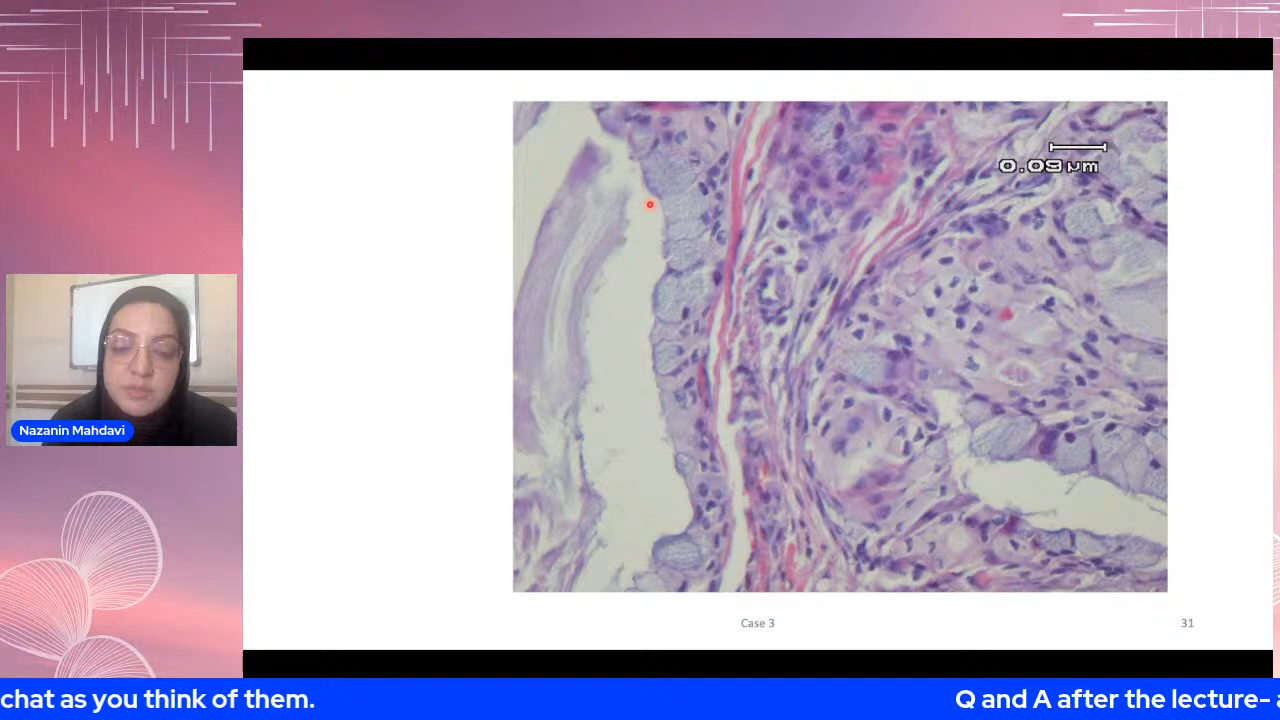 0.09 μm
Nazanin Mahdavi
Case 3
31
chat as you think of them.
Q and A after the lecture-